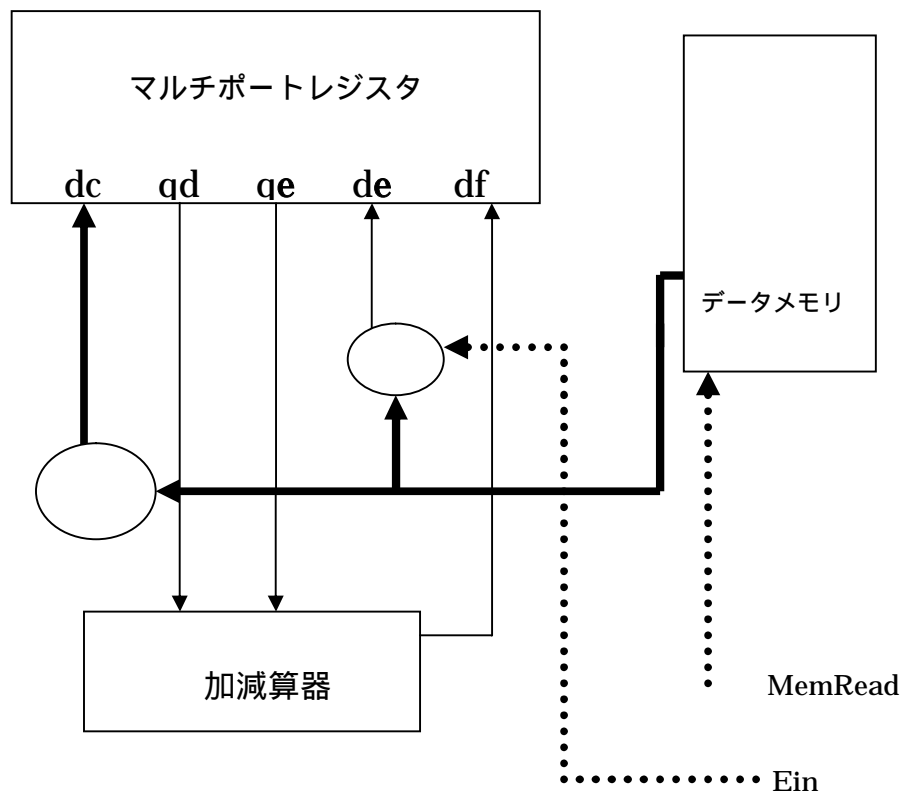 マルチポートレジスタ
dc qd qe de df
データメモリ
加減算器
MemRead
Ein